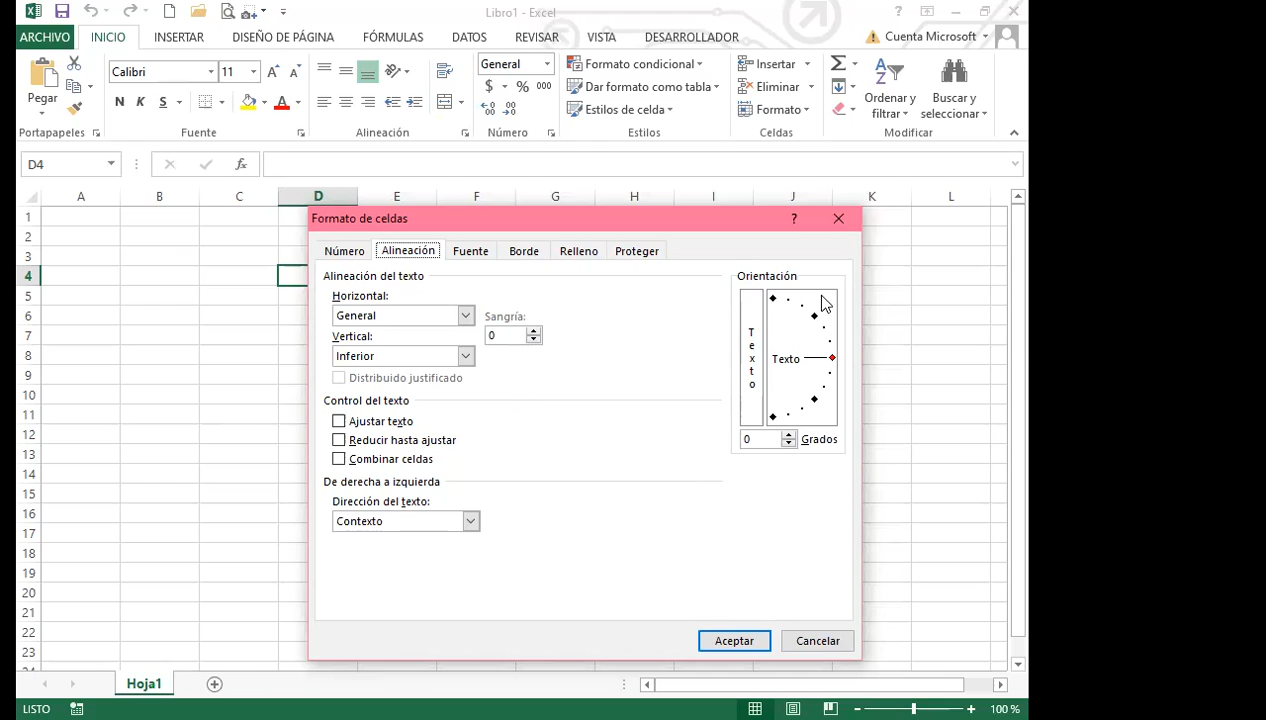 Libro1 - Excel
ARCHIVO INICIO INSERTAR DISEÑO DE PÁGINA FÓRMULAS DATOS REVISAR VISTA DESARROLLADOR Cuenta Microsoft
Pegar Calibri 11 General Formato condicional Insertar
Dar formato como tabla Eliminar
N K S $ % 000 Estilos de celda Formato Ordenar y filtrar Buscar y seleccionar
Portapapeles Fuente Alineación Número Estilos Celdas Modificar
D4 fx
A B C D E F G H I J K L
1
2
3
4
5
6
7
8
9
10
11
12
13
14
15
16
17
18
19
20
21
22
23
Formato de celdas ?
Número Alineación Fuente Borde Relleno Proteger
Alineación del texto
Horizontal:
General
Sangría:
Vertical:
0
Inferior
Distribuido justificado
Control del texto
Ajustar texto
Reducir hasta ajustar
Combinar celdas
De derecha a izquierda
Dirección del texto:
Contexto
Orientación
Texto
Texto
0 Grados
Aceptar Cancelar
Hoja1
LISTO 100 %